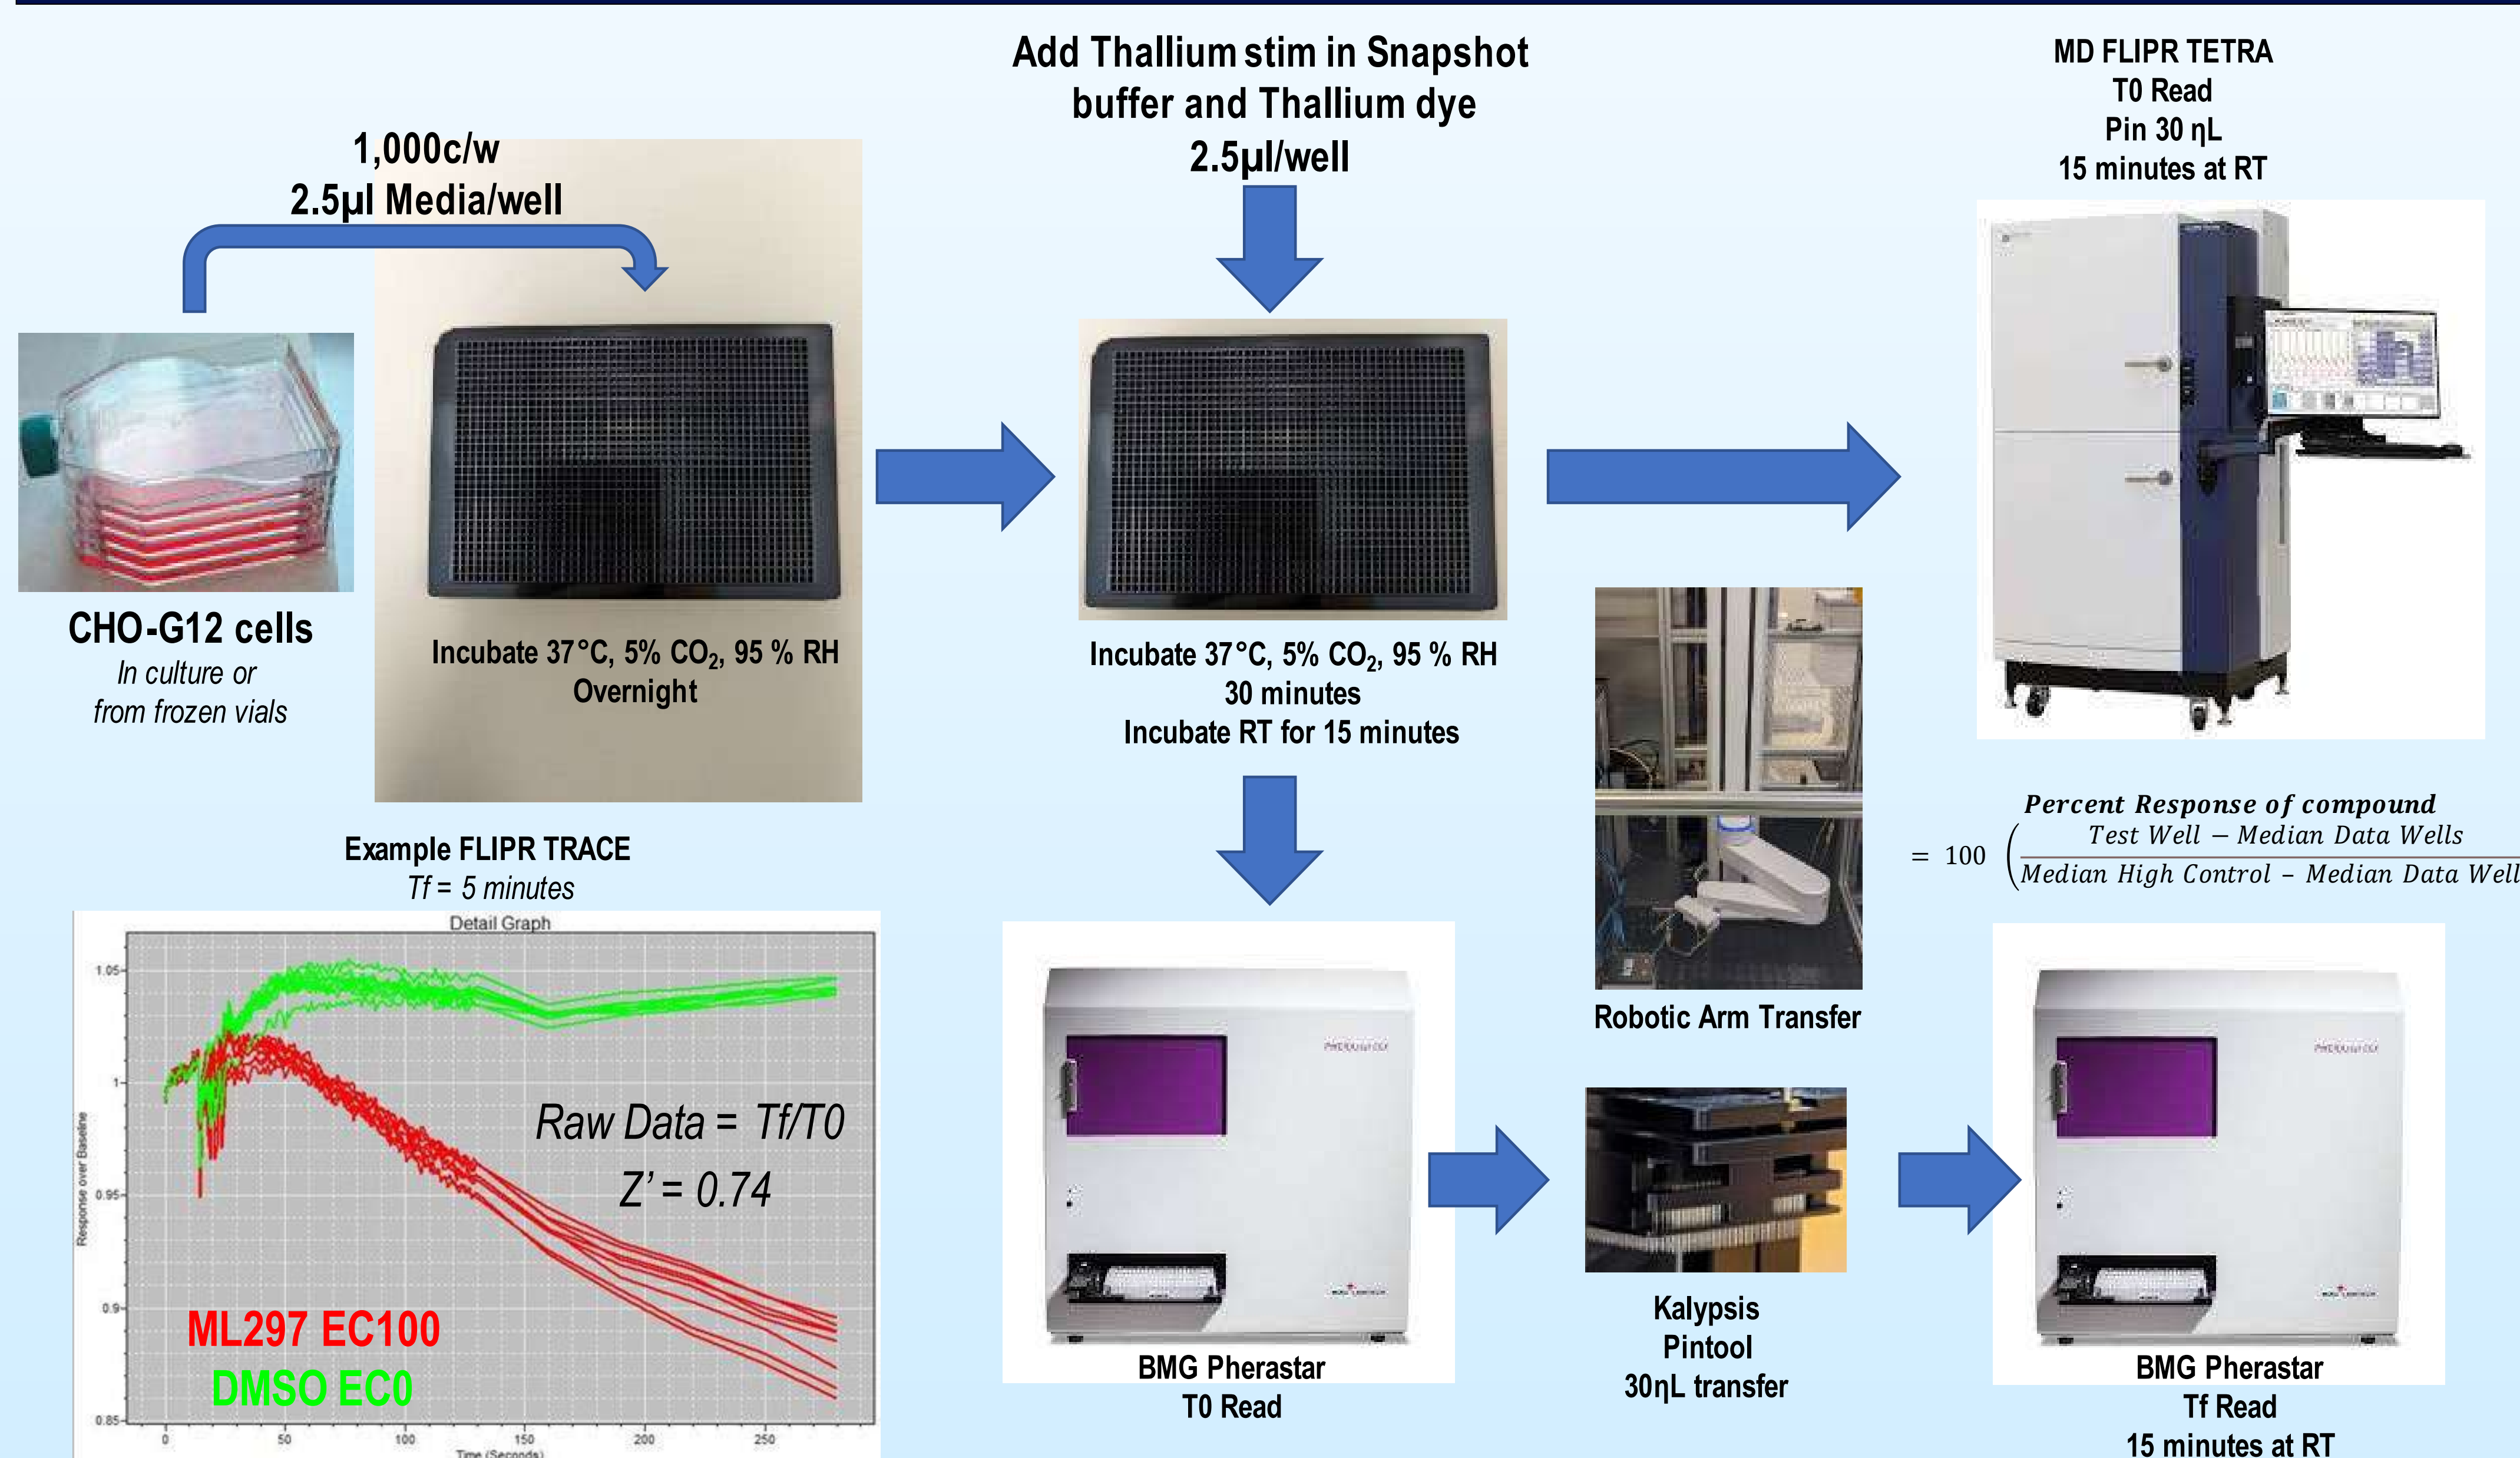 1,000c/w
2.5µl Media/well
CHO-G12 cells
In culture or
from frozen vials
Incubate 37°C, 5% CO₂, 95 % RH
Overnight
Add Thallium stim in Snapshot
buffer and Thallium dye
2.5µl/well
Incubate 37°C, 5% CO₂, 95 % RH
30 minutes
Incubate RT for 15 minutes
MD FLIPR TETRA
T0 Read
Pin 30 ηL
15 minutes at RT
Percent Response of compound
= 100 (Test Well − Median Data Wells
Median High Control – Median Data Well
Example FLIPR TRACE
Tf = 5 minutes
Detail Graph
Response over Baseline
1.05
1
0.95
0.9
0.85
0 50 100 150 200 250
Time (Seconds)
Raw Data = Tf/T0
Z’ = 0.74
ML297 EC100
DMSO EC0
BMG Pherastar
T0 Read
Robotic Arm Transfer
Kalypsis
Pintool
30ηL transfer
BMG Pherastar
Tf Read
15 minutes at RT